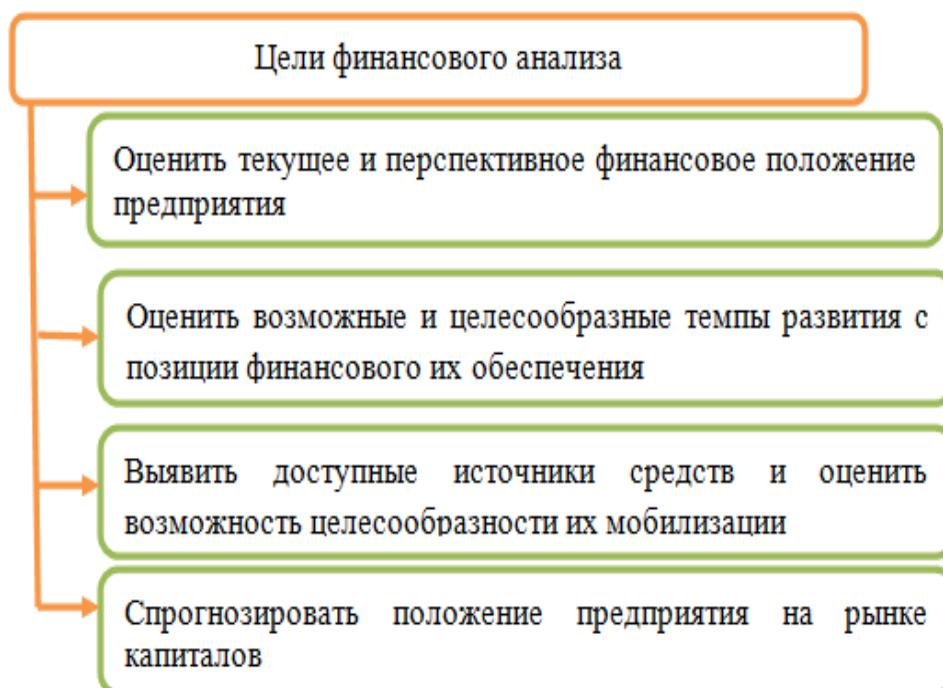 Цели финансового анализа
Оценить текущее и перспективное финансовое положение
предприятия
Оценить возможные и целесообразные темпы развития с
позиции финансового их обеспечения
Выявить доступные источники средств и оценить
возможность целесообразности их мобилизации
Спрогнозировать положение предприятия на рынке
капиталов